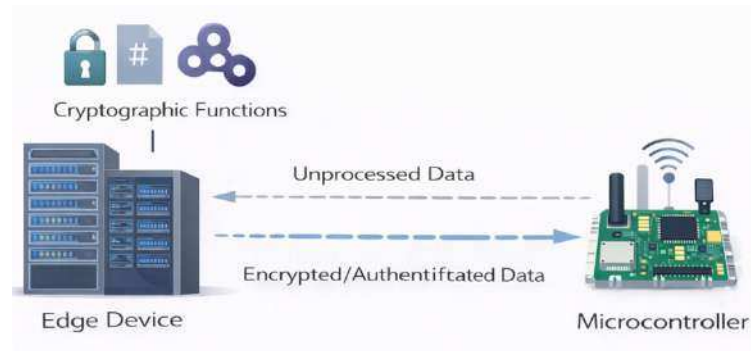 #
Cryptographic Functions
Unprocessed Data
Encrypted/Authentiftated Data
Edge Device
Microcontroller